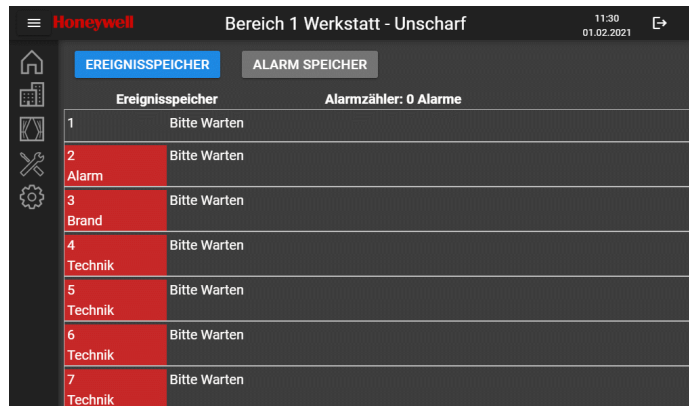 Honeywell
Bereich 1 Werkstatt - Unscharf
11:30
01.02.2021
EREIGNISSPEICHER
ALARM SPEICHER
Ereignisspeicher
Alarmzähler: 0 Alarme
1 Bitte Warten
2 Bitte Warten
Alarm
3 Bitte Warten
Brand
4 Bitte Warten
Technik
5 Bitte Warten
Technik
6 Bitte Warten
Technik
7 Bitte Warten
Technik